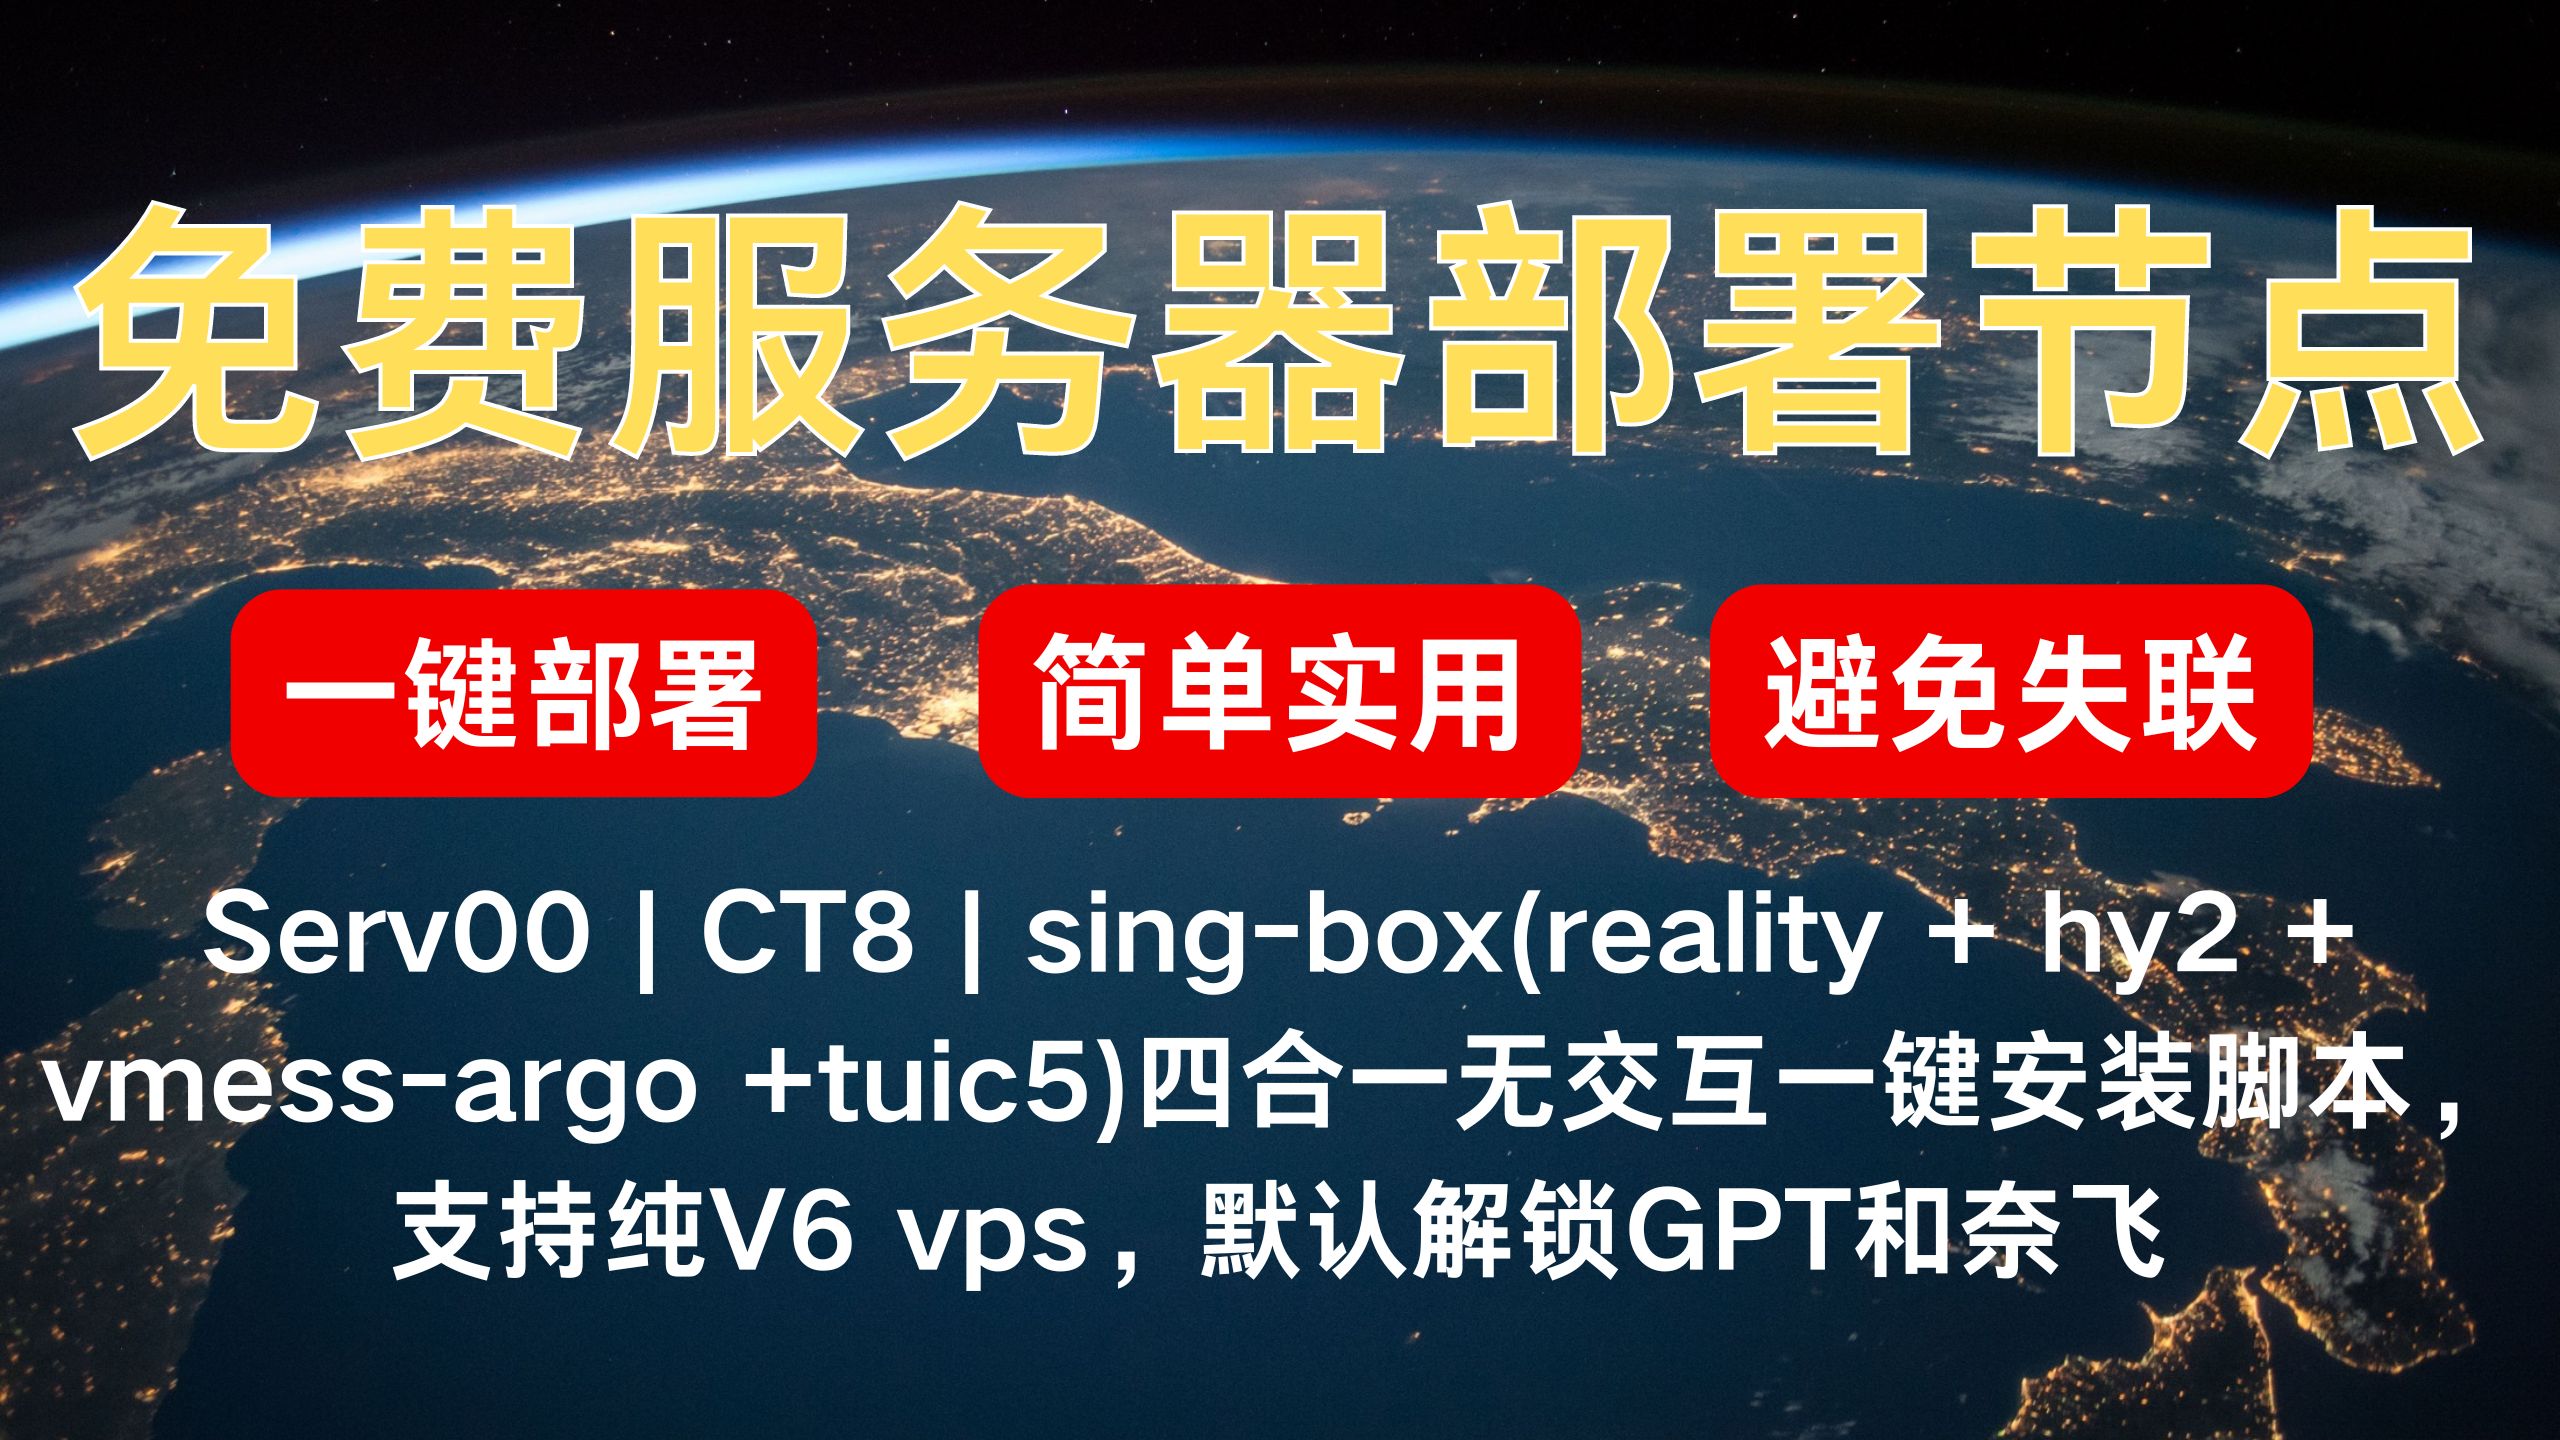 免费服务器部署节点
一键部署
简单实用
避免失联
Serv00 | CT8 | sing-box(reality + hy2 +
vmess-argo +tuic5)四合一无交互一键安装脚本，
支持纯V6 vps，默认解锁GPT和奈飞